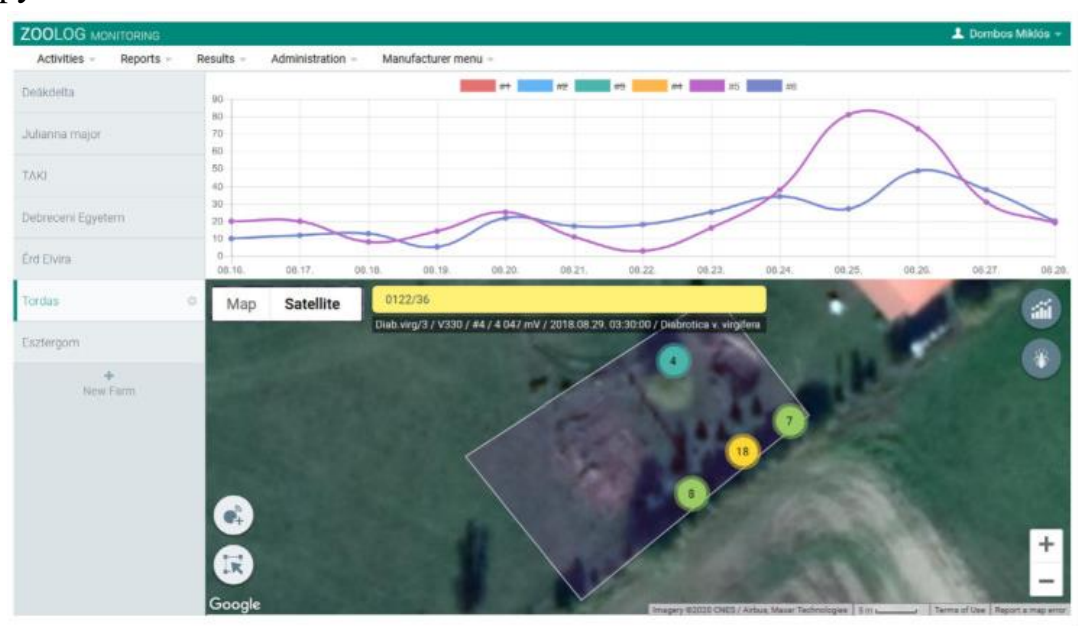 py
ZOOLOG MONITORING
Dombos Miklós
Activities Reports Results Administration Manufacturer menu
Deákdelta
Julianna major
TAKI
Debreceni Egyetem
Érd Elvira
Tordas
Esztergom
+
New Farm
#1 #2 #3 #4 #5 #6
90
80
70
60
50
40
30
20
10
0
08.16. 08.17. 08.18. 08.19. 08.20. 08.21. 08.22. 08.23. 08.24. 08.25. 08.26. 08.27. 08.28.
Map Satellite
0122/36
Diab.virg/3 / V330 / #4 / 4 047 mV / 2018.08.29. 03:30:00 / Diabrotica v. virgifera
4
7
18
8
+
−
Google
Imagery ©2020 CNES / Airbus, Maxar Technologies 5 m Terms of Use Report a map error